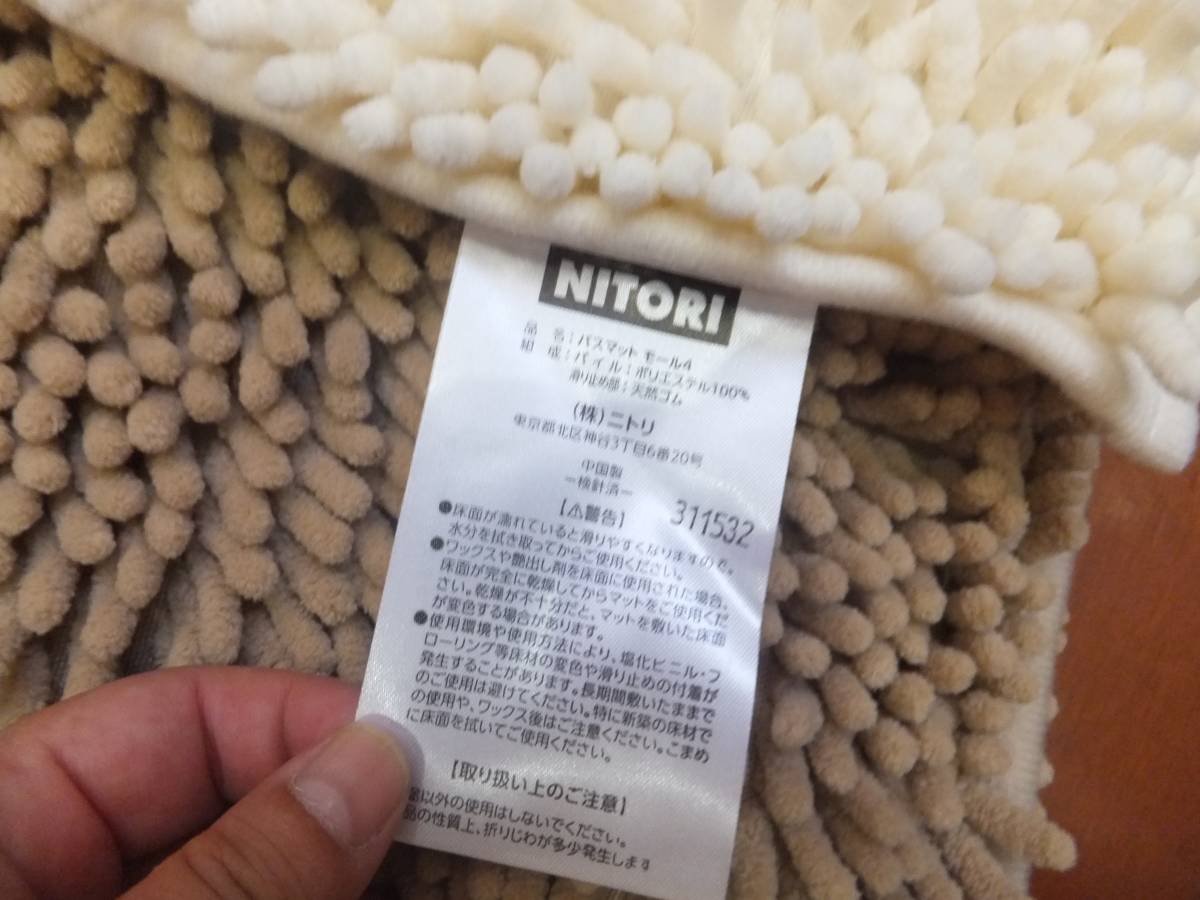 NITORI
品 名：バスマット モール4
組 成：パイル：ポリエステル100%
滑り止め部：天然ゴム
(株)ニトリ
東京都北区神谷3丁目6番20号
中国製
－検針済－
【⚠警告】 311532
●床面が濡れていると滑りやすくなりますので、
水分を拭き取ってからご使用ください。
●ワックスや艶出し剤を床面に使用された場合、
床面が完全に乾燥してからマットをご使用くだ
さい。乾燥が不十分だと、マットを敷いた床面
が変色する場合があります。
●使用環境や使用方法により、塩化ビニル・フ
ローリング等床材の変色や滑り止めの付着が
発生することがあります。長期間敷いたままで
のご使用は避けてください。特に新築の床材で
の使用や、ワックス後はご注意ください。こまめ
に床面を拭いてご使用ください。
【取り扱い上のご注意】
以外の使用はしないでください。
品の性質上、折りじわが多少発生します